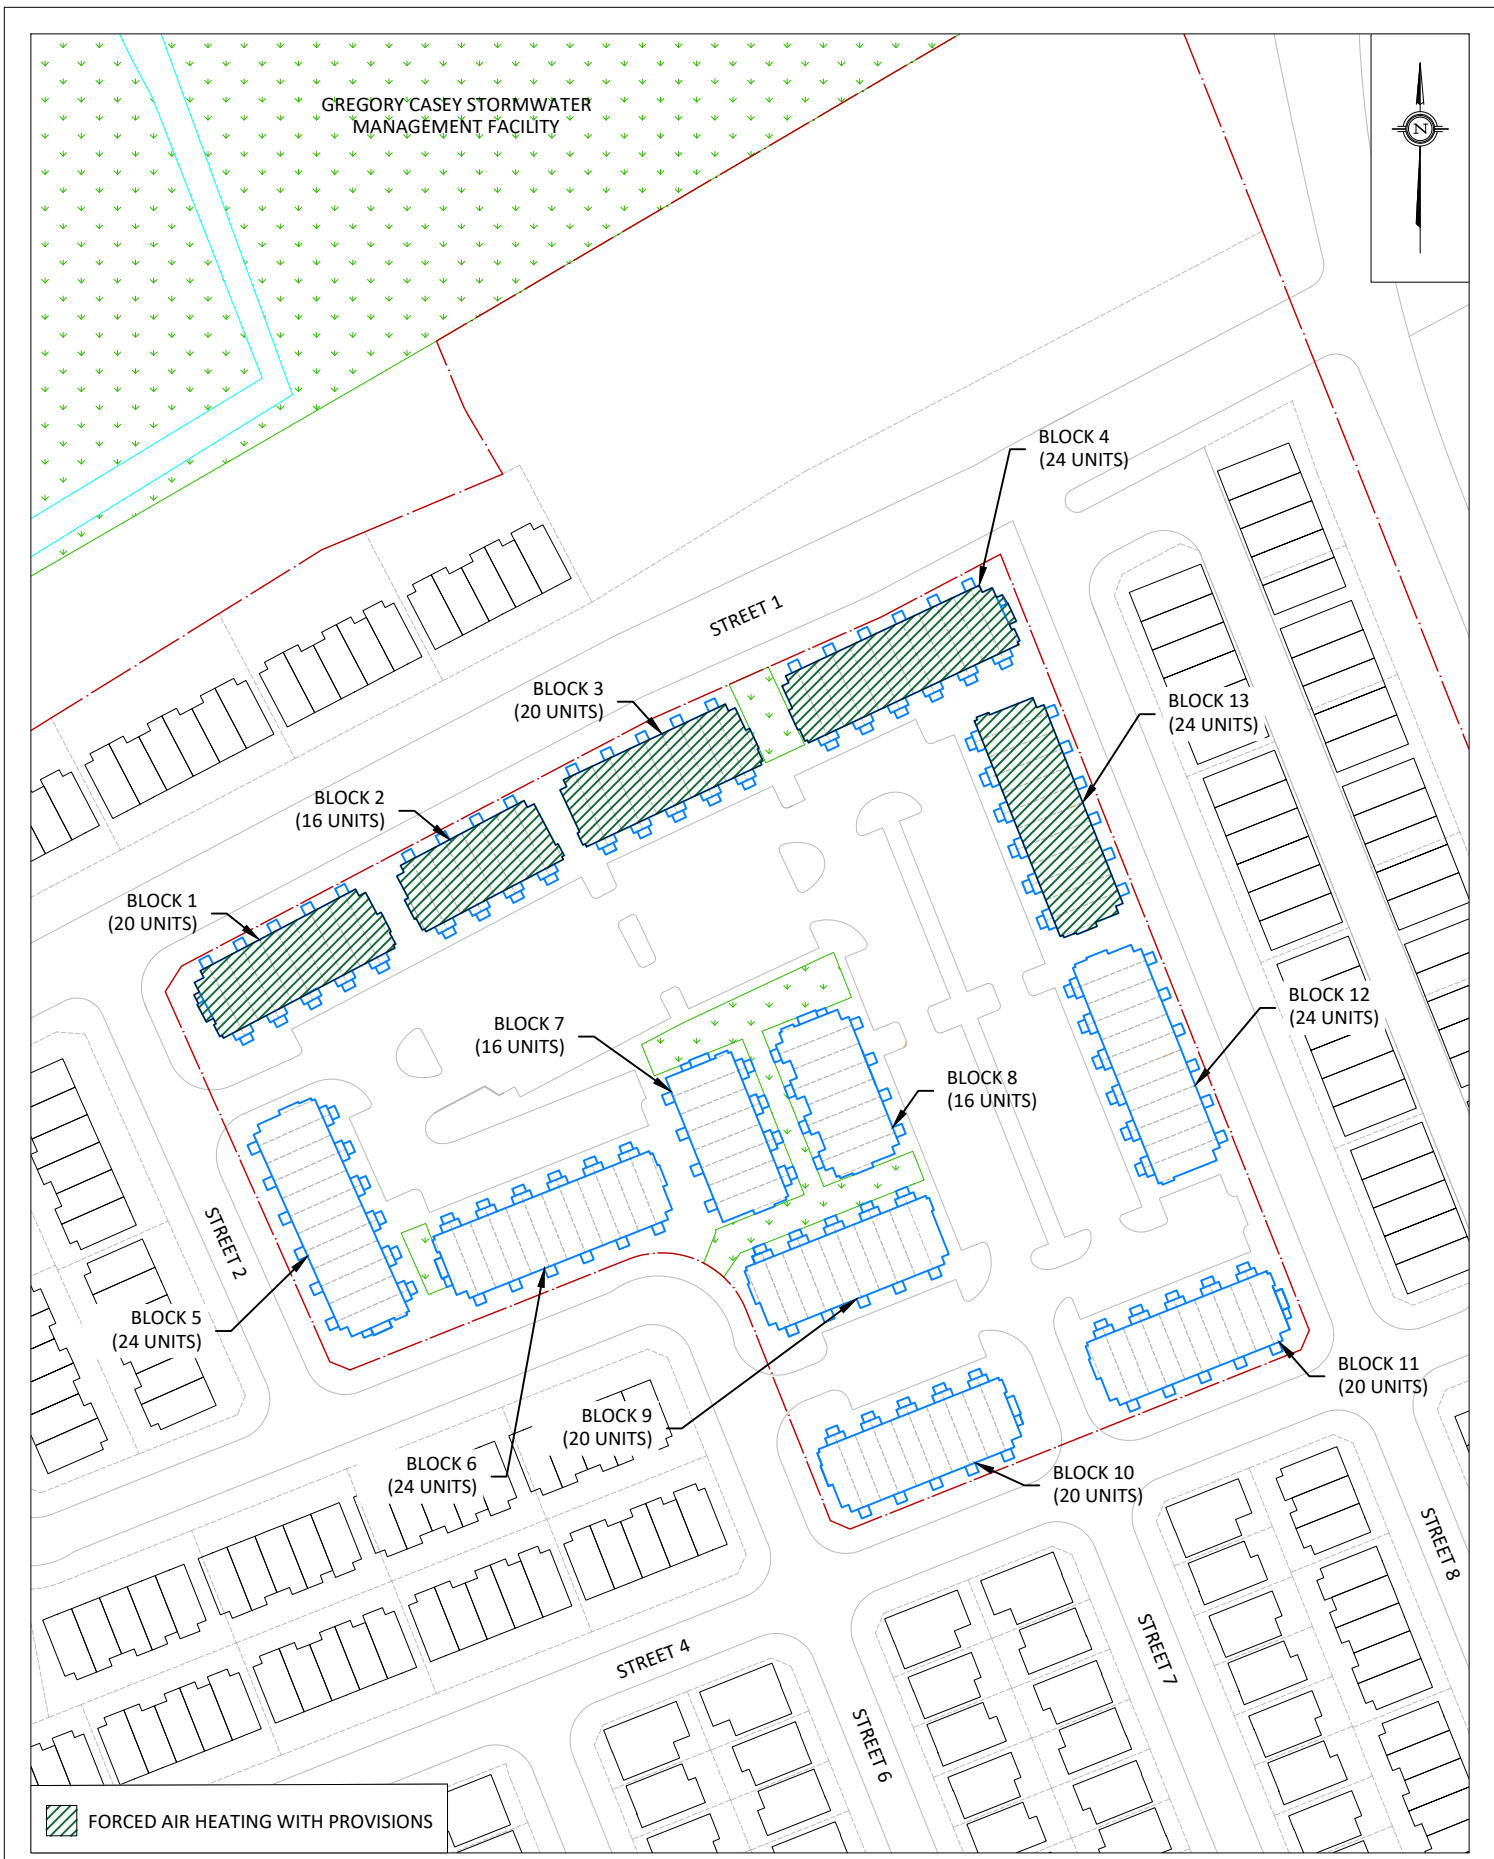 GREGORY CASEY STORMWATER
MANAGEMENT FACILITY
N
BLOCK 4
(24 UNITS)
STREET 1
BLOCK 3
(20 UNITS)
BLOCK 13
(24 UNITS)
BLOCK 2
(16 UNITS)
BLOCK 1
(20 UNITS)
BLOCK 12
(24 UNITS)
BLOCK 7
(16 UNITS)
BLOCK 8
(16 UNITS)
STREET 2
BLOCK 5
(24 UNITS)
BLOCK 11
(20 UNITS)
BLOCK 9
(20 UNITS)
BLOCK 6
(24 UNITS)
BLOCK 10
(20 UNITS)
STREET 8
STREET 7
STREET 4
STREET 6
FORCED AIR HEATING WITH PROVISIONS